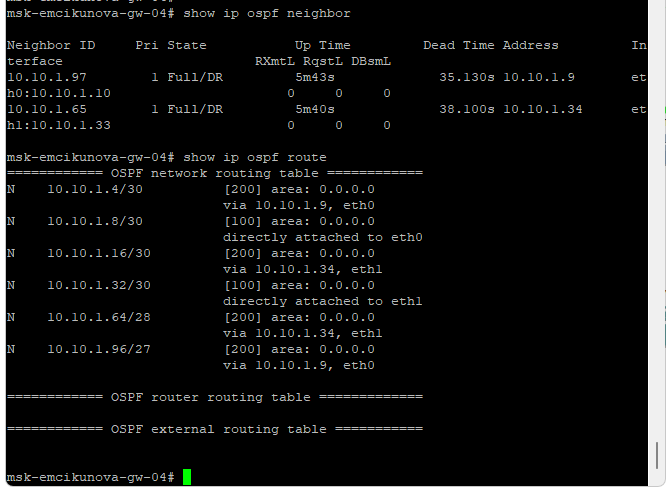 msk-emcikunova-gw-04# show ip ospf neighbor
Neighbor ID     Pri State           Up Time         Dead Time Address         In
terface                        RXmtL RqstL DBsmL
10.10.1.97        1 Full/DR         5m43s             35.130s 10.10.1.9       et
h0:10.10.1.10                      0     0     0
10.10.1.65        1 Full/DR         5m40s             38.100s 10.10.1.34      et
h1:10.10.1.33                      0     0     0
msk-emcikunova-gw-04# show ip ospf route
============ OSPF network routing table ============
N    10.10.1.4/30          [200] area: 0.0.0.0
                           via 10.10.1.9, eth0
N    10.10.1.8/30          [100] area: 0.0.0.0
                           directly attached to eth0
N    10.10.1.16/30         [200] area: 0.0.0.0
                           via 10.10.1.34, eth1
N    10.10.1.32/30         [100] area: 0.0.0.0
                           directly attached to eth1
N    10.10.1.64/28         [200] area: 0.0.0.0
                           via 10.10.1.34, eth1
N    10.10.1.96/27         [200] area: 0.0.0.0
                           via 10.10.1.9, eth0
============ OSPF router routing table =============
============ OSPF external routing table ===========
msk-emcikunova-gw-04#